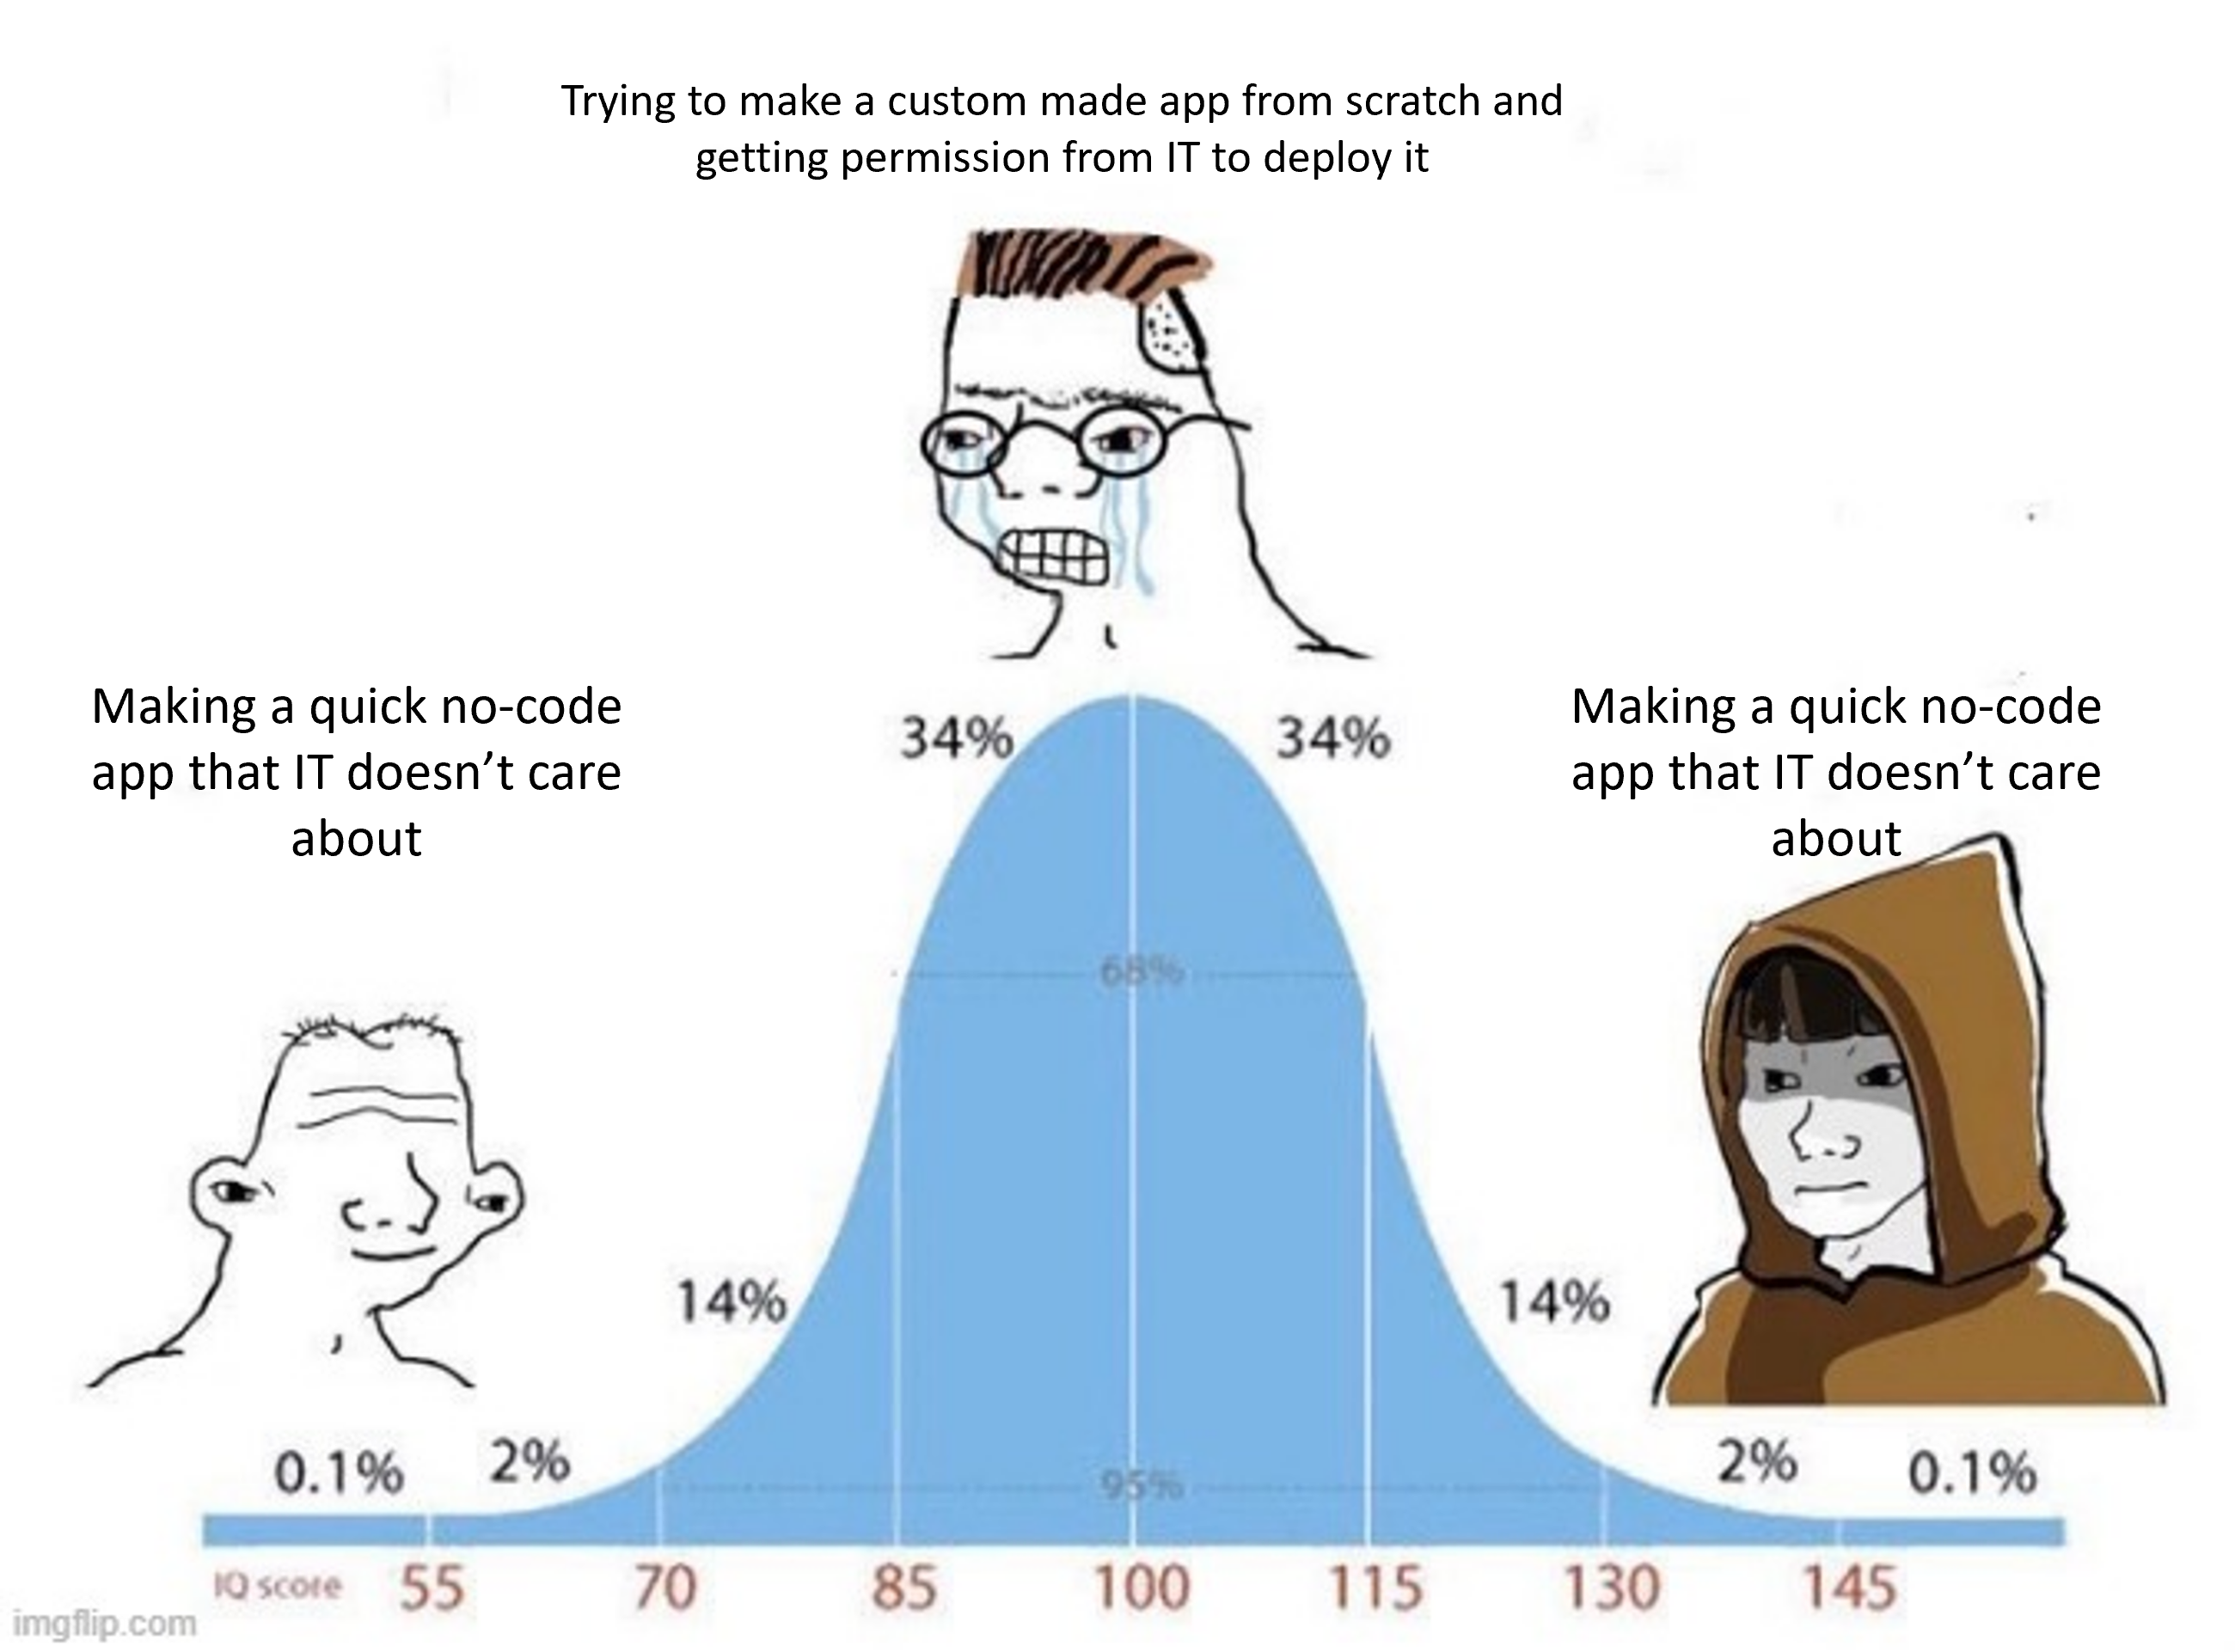 Trying to make a custom made app from scratch and
getting permission from IT to deploy it
Making a quick no-code
app that IT doesn’t care
about
Making a quick no-code
app that IT doesn’t care
about
34%
34%
68%
14%
14%
0.1%
2%
95%
2%
0.1%
IQ score 55 70 85 100 115 130 145
imgflip.com